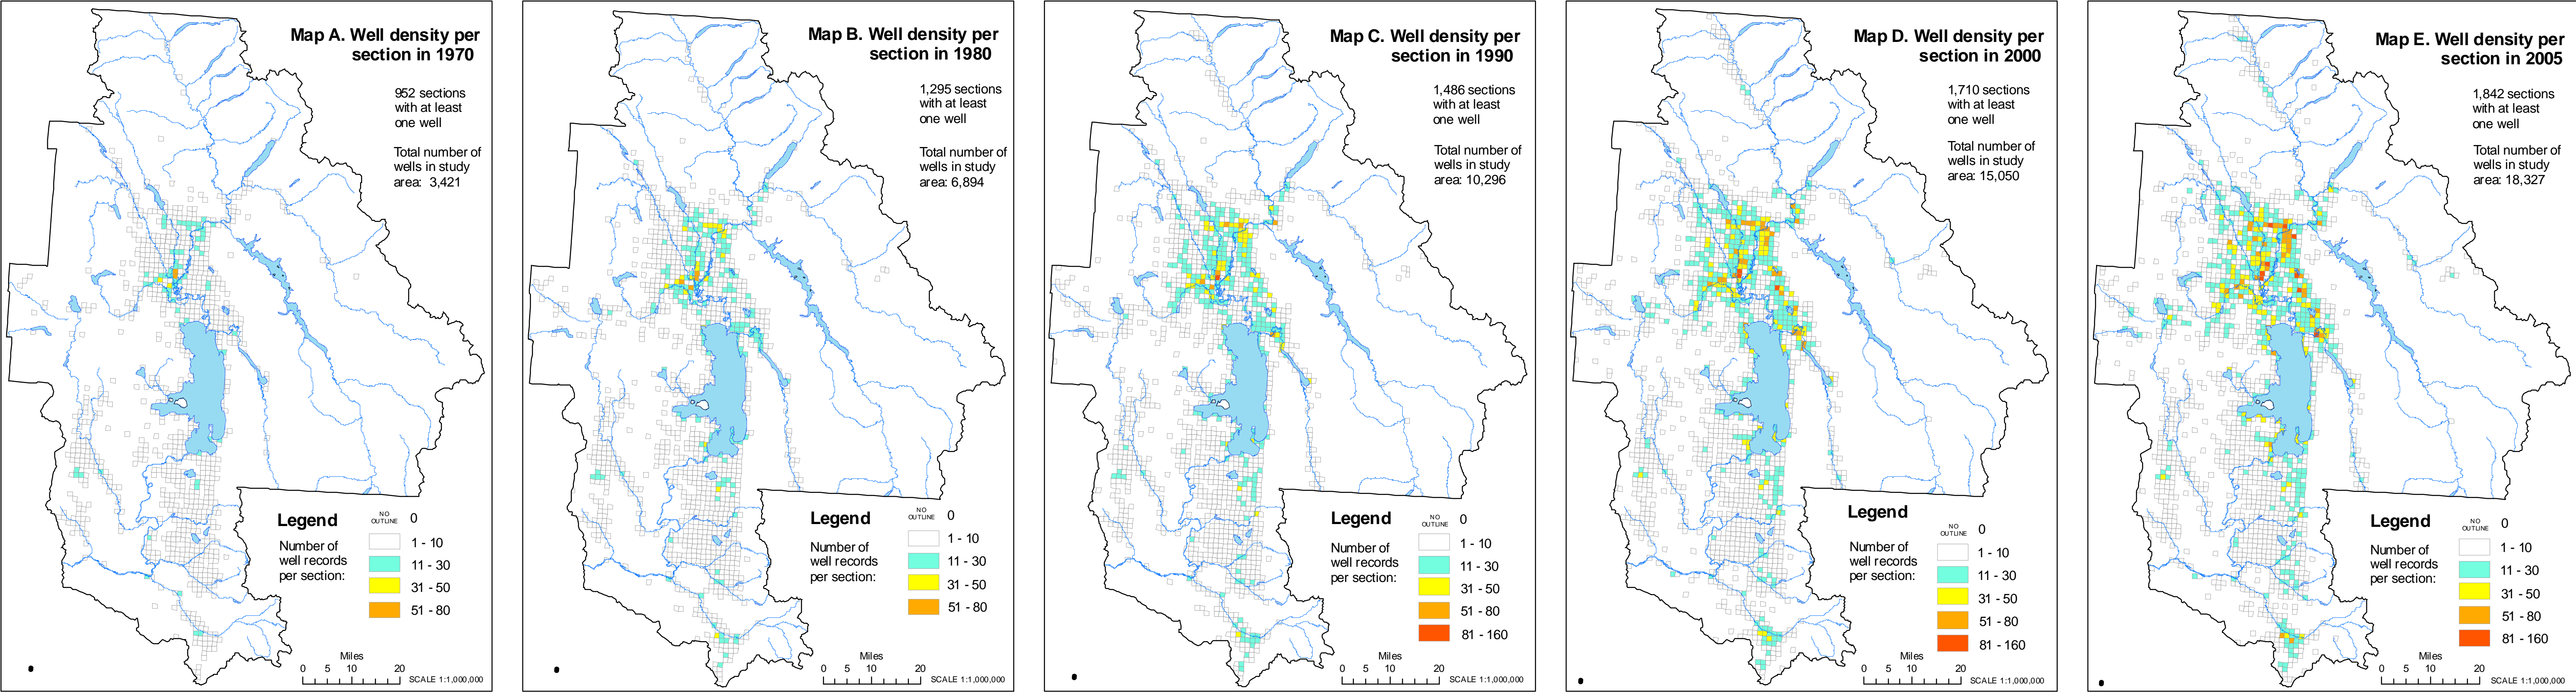 Map A. Well density per
section in 1970
952 sections
with at least
one well
Total number of
wells in study
area: 3,421
Legend
NO
OUTLINE
0
Number of
well records
per section:
1 - 10
11 - 30
31 - 50
51 - 80
Miles
0 5 10 20
SCALE 1:1,000,000
Map B. Well density per
section in 1980
1,295 sections
with at least
one well
Total number of
wells in study
area: 6,894
Legend
NO
OUTLINE
0
Number of
well records
per section:
1 - 10
11 - 30
31 - 50
51 - 80
Miles
0 5 10 20
SCALE 1:1,000,000
Map C. Well density per
section in 1990
1,486 sections
with at least
one well
Total number of
wells in study
area: 10,296
Legend
NO
OUTLINE
0
Number of
well records
per section:
1 - 10
11 - 30
31 - 50
51 - 80
81 - 160
Miles
0 5 10 20
SCALE 1:1,000,000
Map D. Well density per
section in 2000
1,710 sections
with at least
one well
Total number of
wells in study
area: 15,050
Legend
NO
OUTLINE
0
Number of
well records
per section:
1 - 10
11 - 30
31 - 50
51 - 80
81 - 160
Miles
0 5 10 20
SCALE 1:1,000,000
Map E. Well density per
section in 2005
1,842 sections
with at least
one well
Total number of
wells in study
area: 18,327
Legend
NO
OUTLINE
0
Number of
well records
per section:
1 - 10
11 - 30
31 - 50
51 - 80
81 - 160
Miles
0 5 10 20
SCALE 1:1,000,000